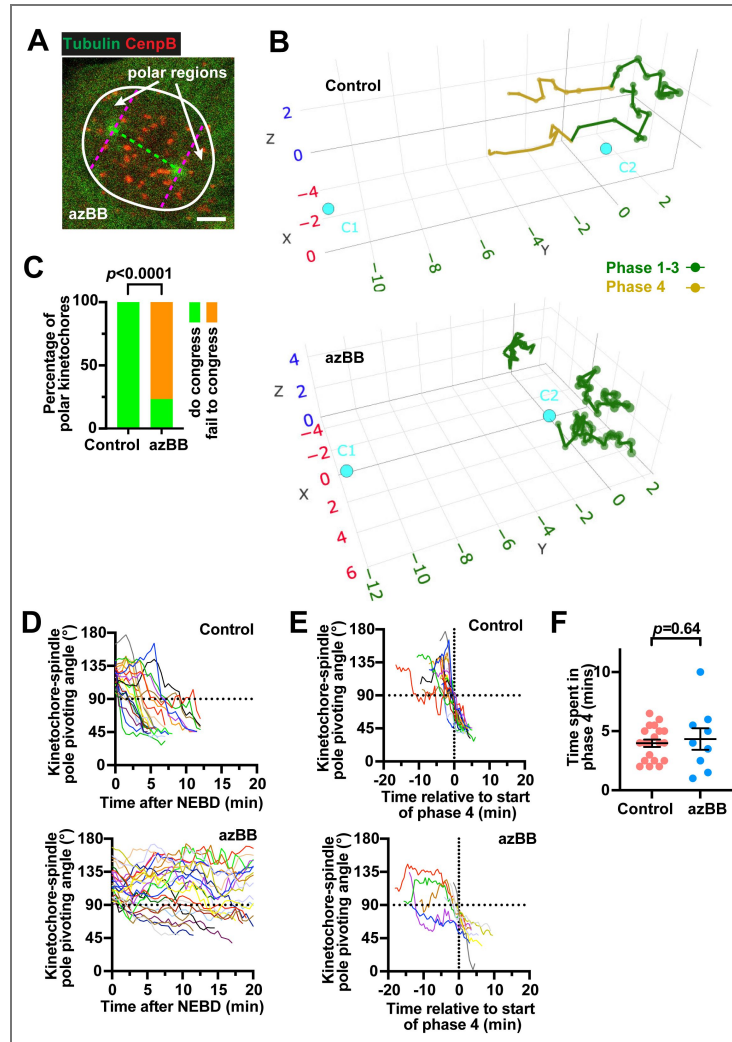 A
Tubulin CenpB
polar regions
azBB
B
Control
2
Z
0
−4
−2
X
0
C1
C2
−10
−8
−6
−4
Y
−2
0
2
Phase 1-3
Phase 4
C
p<0.0001
100
50
0
Percentage of
polar kinetochores
Control
azBB
do congress
fail to congress
azBB
4
2
Z
0
−4
−2
0
X
2
4
6
C1
C2
−12
−10
−8
−6
−4
Y
−2
0
2
D
Control
Kinetochore-spindle
pole pivoting angle (°)
180
135
90
45
0
0 5 10 15 20
Time after NEBD (min)
azBB
Kinetochore-spindle
pole pivoting angle (°)
180
135
90
45
0
0 5 10 15 20
Time after NEBD (min)
E
Control
Kinetochore-spindle
pole pivoting angle (°)
180
135
90
45
0
-20 -10 0 10 20
Time relative to start
of phase 4 (min)
azBB
Kinetochore-spindle
pole pivoting angle (°)
180
135
90
45
0
-20 -10 0 10 20
Time relative to start
of phase 4 (min)
F
p=0.64
Time spent in
phase 4 (mins)
10
5
0
Control
azBB